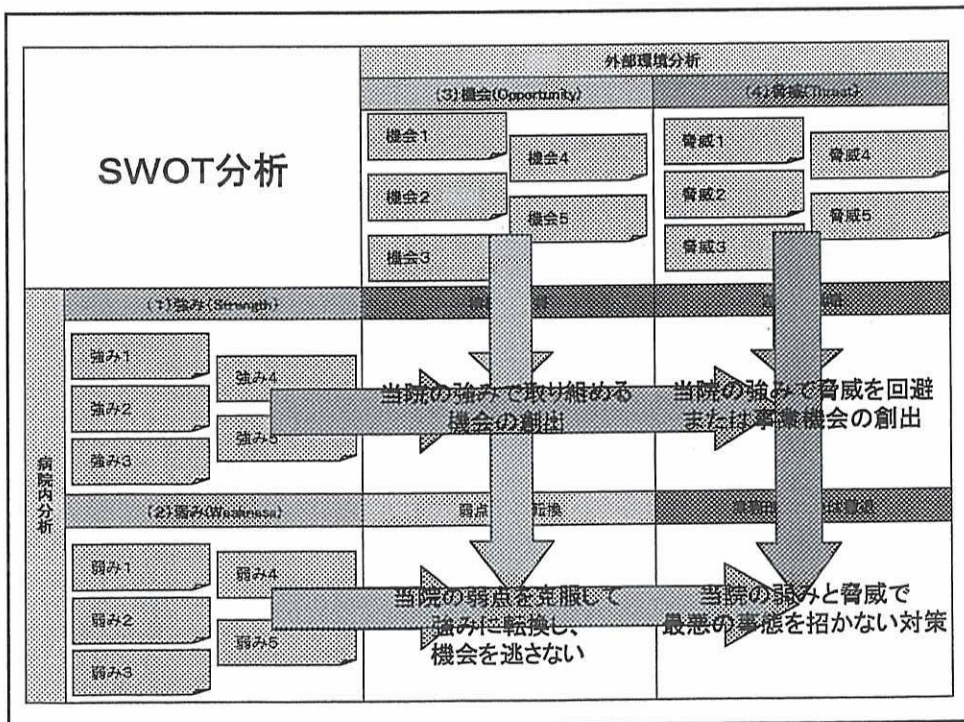 外部環境分析
(3)機会(Opportunity)
(4)脅威(Thrust)
SWOT分析
機会1
機会2
機会3
機会4
機会5
脅威1
脅威2
脅威3
脅威4
脅威5
病院内分析
(1)強み(Strength)
強み1
強み2
強み3
強み4
強み5
当院の強みで取り組める
機会の創出
当院の強みで脅威を回避
または事業機会の創出
(2)弱み(Weakness)
弱点
転換
弱み1
弱み2
弱み3
弱み4
弱み5
当院の弱点を克服して
強みに転換し、
機会を逃さない
当院の弱みと脅威で
最悪の事態を招かない対策